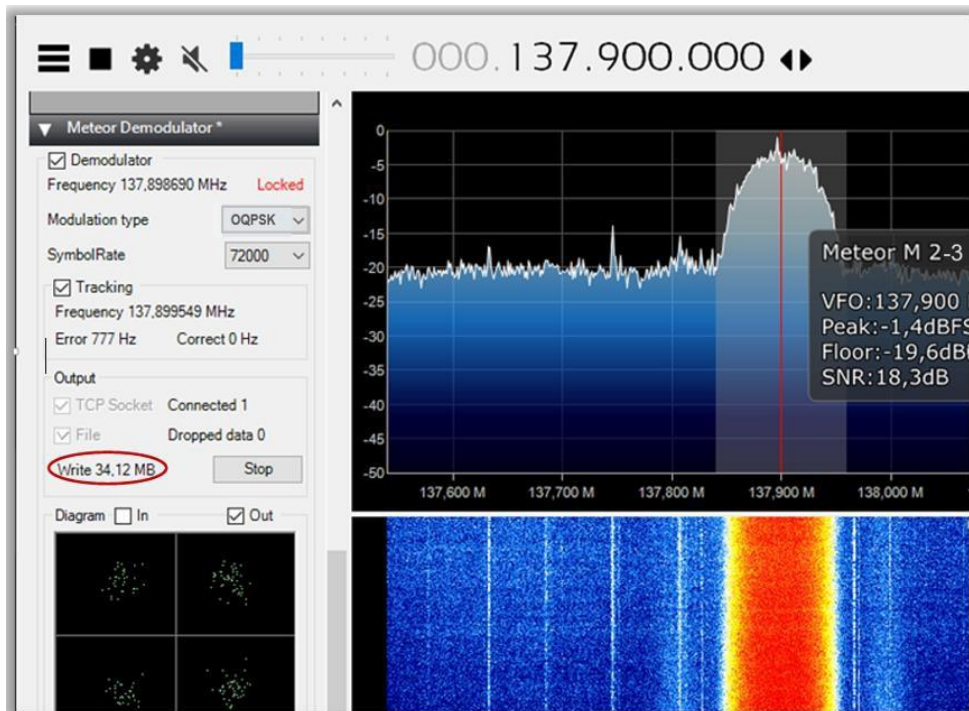 000.137.900.000
Meteor Demodulator *
Demodulator
Frequency 137,898690 MHz Locked
Modulation type OQPSK
SymbolRate 72000
Tracking
Frequency 137,899549 MHz
Error 777 Hz Correct 0 Hz
Output
TCP Socket Connected 1
File Dropped data 0
Write 34,12 MB Stop
Diagram In Out
0
-5
-10
-15
-20
-25
-30
-35
-40
-45
-50
137,600 M 137,700 M 137,800 M 137,900 M 138,000 M
Meteor M 2-3
VFO:137,900
Peak:-1,4dBFS
Floor:-19,6dB
SNR:18,3dB